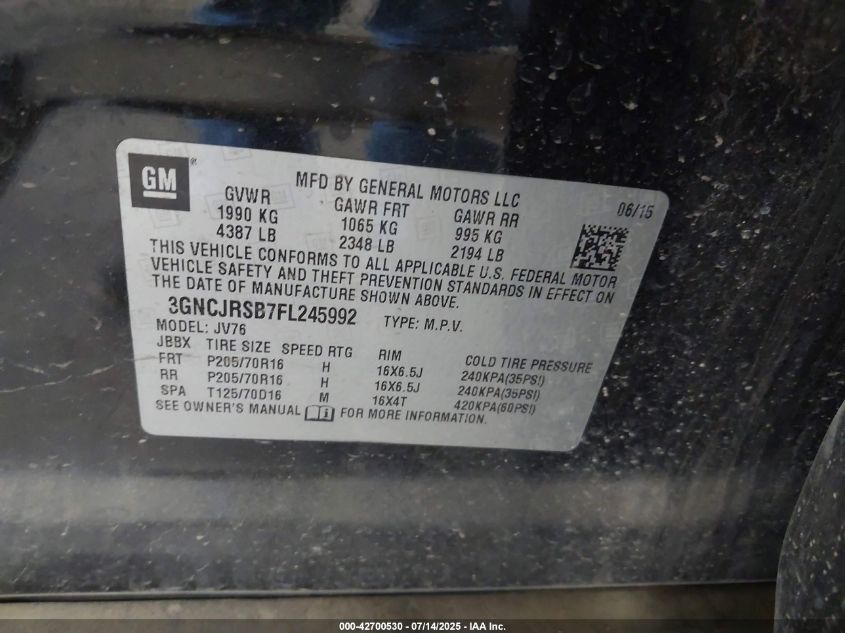 GM ®
MFD BY GENERAL MOTORS LLC 06/15
GVWR GAWR FRT GAWR RR
1990 KG 1065 KG 995 KG
4387 LB 2348 LB 2194 LB
THIS VEHICLE CONFORMS TO ALL APPLICABLE U.S. FEDERAL MOTOR
VEHICLE SAFETY AND THEFT PREVENTION STANDARDS IN EFFECT ON
THE DATE OF MANUFACTURE SHOWN ABOVE.
3GNCJRSB7FL245992 TYPE: M.P.V.
MODEL: JV76
JBBX TIRE SIZE SPEED RTG RIM COLD TIRE PRESSURE
FRT P205/70R16 H 16X6.5J 240KPA(35PSI)
RR P205/70R16 H 16X6.5J 240KPA(35PSI)
SPA T125/70D16 M 16X4T 420KPA(60PSI)
SEE OWNER'S MANUAL FOR MORE INFORMATION.
000-42700530 - 07/14/2025 - IAA Inc.